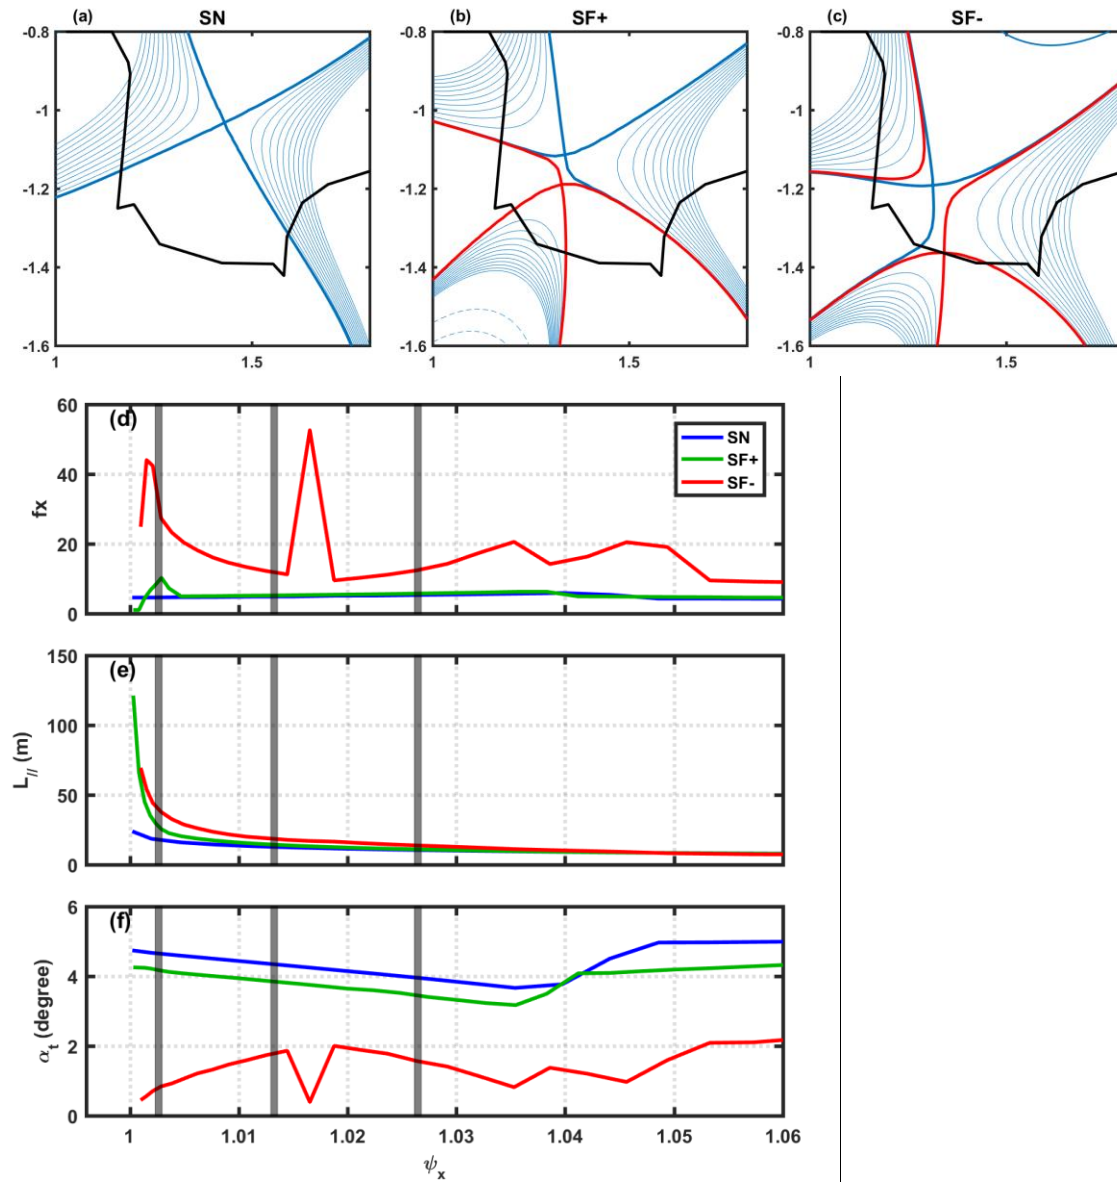 (a) SN
-0.8
-1
-1.2
-1.4
-1.6
1 1.5
(b) SF+
-0.8
-1
-1.2
-1.4
-1.6
1 1.5
(c) SF-
-0.8
-1
-1.2
-1.4
-1.6
1 1.5
(d)
60
40
20
0
fx
SN
SF+
SF-
(e)
150
100
50
0
L// (m)
(f)
6
4
2
0
αt (degree)
1 1.01 1.02 1.03 1.04 1.05 1.06
ψx